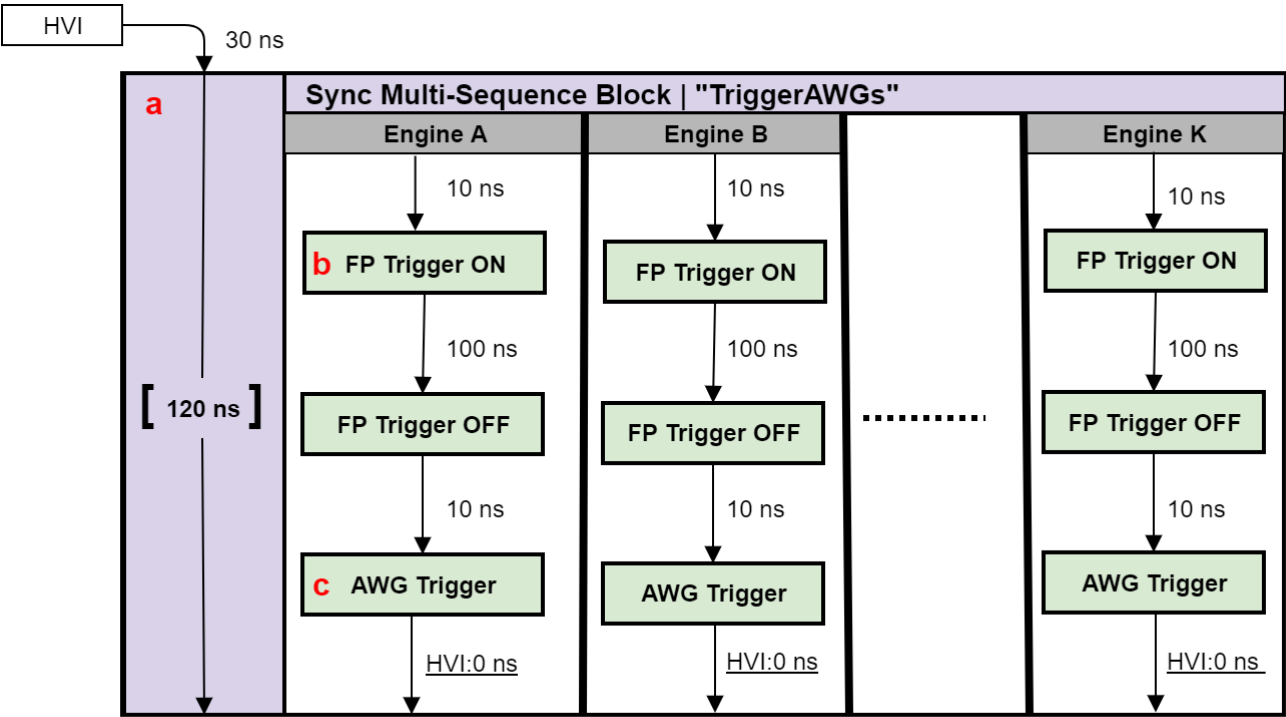 HVI
30 ns
a
Sync Multi-Sequence Block | "TriggerAWGs"
Engine A
Engine B
Engine K
10 ns
10 ns
10 ns
b FP Trigger ON
FP Trigger ON
FP Trigger ON
100 ns
100 ns
100 ns
[ 120 ns ]
FP Trigger OFF
FP Trigger OFF
FP Trigger OFF
10 ns
10 ns
10 ns
c AWG Trigger
AWG Trigger
AWG Trigger
HVI:0 ns
HVI:0 ns
HVI:0 ns